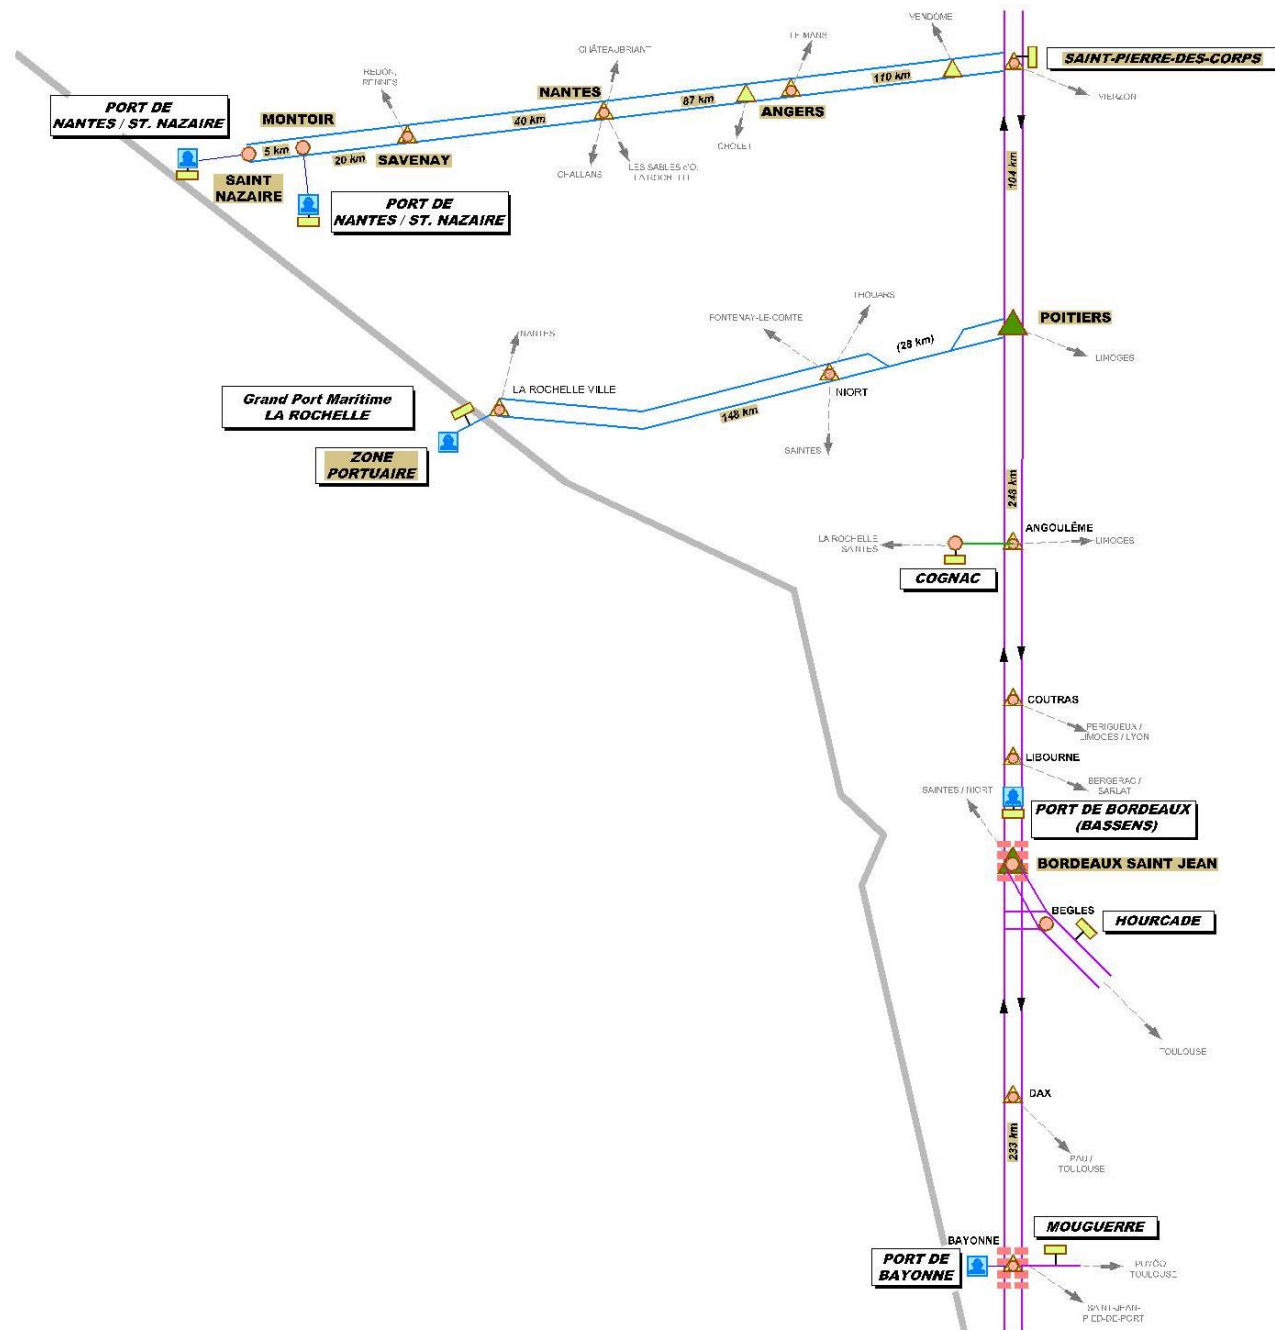 VENDÔME
LE MANS
CHÂTEAUBRIANT
SAINT-PIERRE-DES-CORPS
REDON,
RENNES
110 km
NANTES
87 km
VIERZON
PORT DE
NANTES / ST. NAZAIRE
MONTOIR
40 km
ANGERS
5 km
20 km
SAVENAY
CHOLET
SAINT
NAZAIRE
CHALLANS
LES SABLES d'O,
LA ROCHELLE
104 km
PORT DE
NANTES / ST. NAZAIRE
THOUARS
FONTENAY-LE-COMTE
POITIERS
NANTES
(28 km)
LIMOGES
LA ROCHELLE VILLE
NIORT
Grand Port Maritime
LA ROCHELLE
148 km
SAINTES
ZONE
PORTUAIRE
248 km
ANGOULÊME
LA ROCHELLE
SAINTES
LIMOGES
COGNAC
COUTRAS
PERIGUEUX /
LIMOGES / LYON
LIBOURNE
BERGERAC /
SARLAT
SAINTES / NIORT
PORT DE BORDEAUX
(BASSENS)
BORDEAUX SAINT JEAN
BEGLES
HOURCADE
TOULOUSE
DAX
233 km
PAU /
TOULOUSE
MOUGUERRE
BAYONNE
PORT DE
BAYONNE
PUYÔO
TOULOUSE
SAINT-JEAN-
PIED-DE-PORT